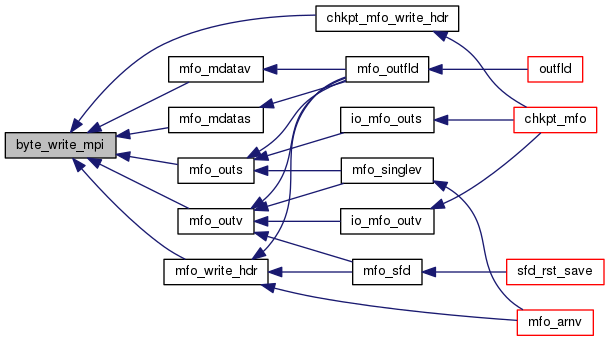 chkpt_mfo_write_hdr
mfo_mdatav
mfo_outfld
outfld
mfo_mdatas
io_mfo_outs
chkpt_mfo
byte_write_mpi
mfo_outs
mfo_singlev
mfo_outv
io_mfo_outv
mfo_write_hdr
mfo_sfd
sfd_rst_save
mfo_arnv